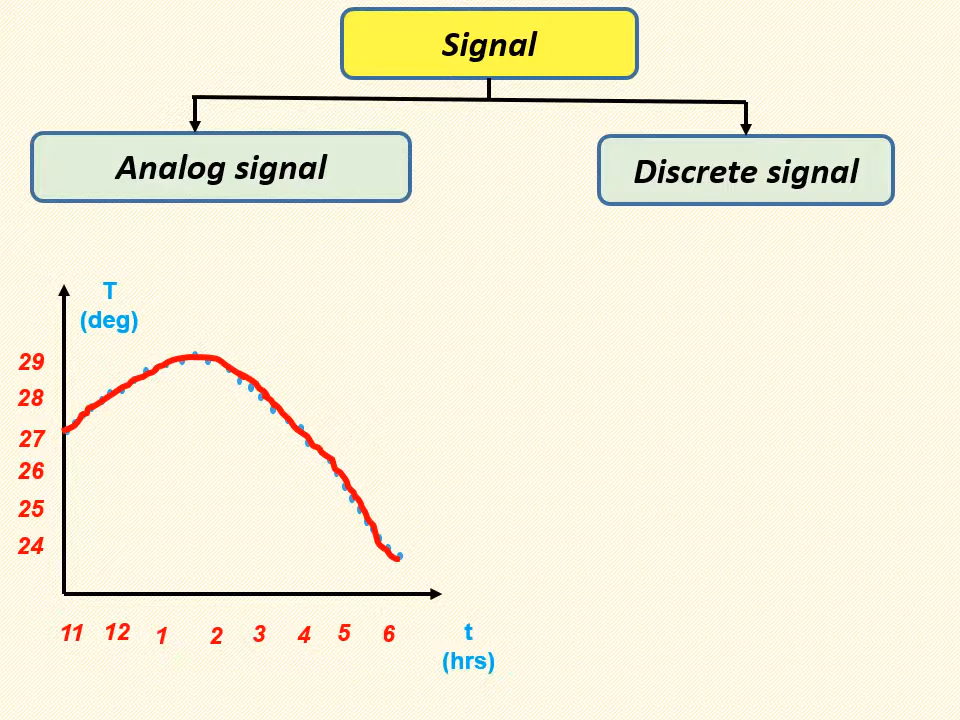 Signal
Analog signal
Discrete signal
T
(deg)
29
28
27
26
25
24
11 12 1 2 3 4 5 6
t
(hrs)